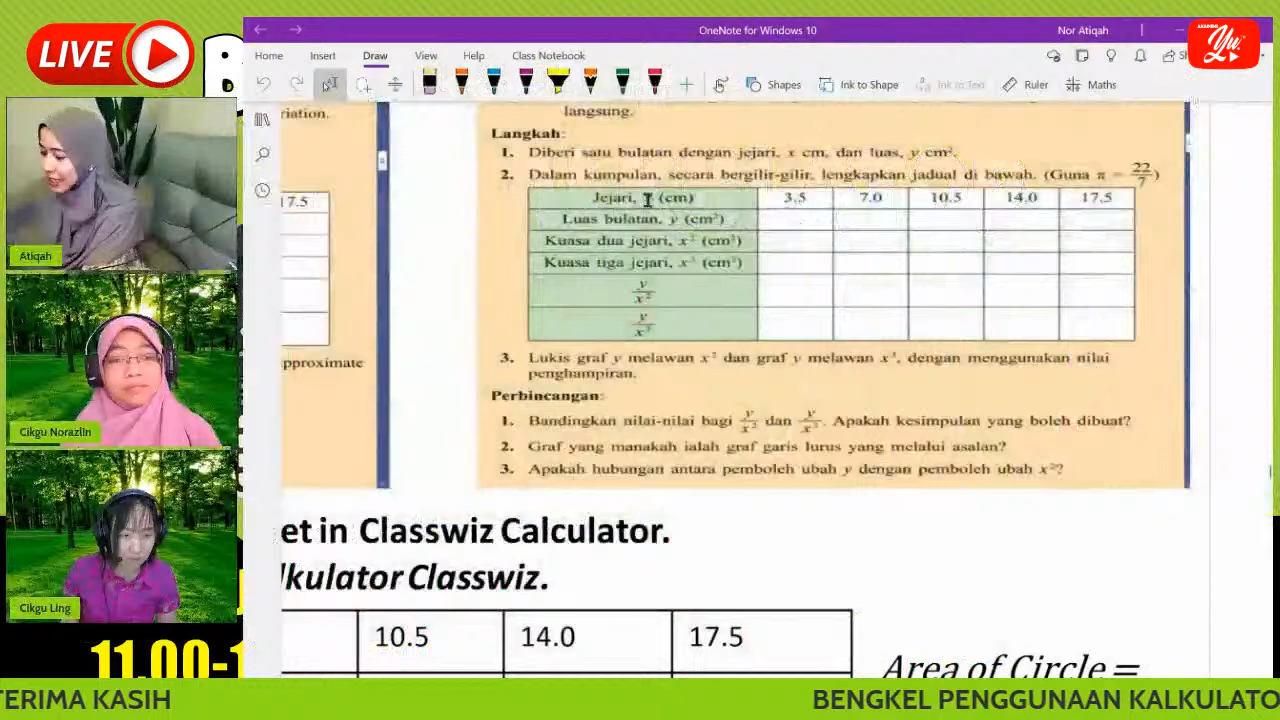 LIVE
B
OneNote for Windows 10
Nor Atiqah
Home Insert Draw View Help Class Notebook
Shapes Ink to Shape Ink to Text Ruler Maths
riation.
17.5
approximate
langsung.
Langkah:
1. Diberi satu bulatan dengan jejari, x cm, dan luas, y cm².
2. Dalam kumpulan, secara bergilir-gilir, lengkapkan jadual di bawah. (Guna π = 22/7)
Jejari, (cm) 3.5 7.0 10.5 14.0 17.5
Luas bulatan, y (cm²)
Kuasa dua jejari, x² (cm²)
Kuasa tiga jejari, x³ (cm³)
y/x²
y/x³
3. Lukis graf y melawan x² dan graf y melawan x³, dengan menggunakan nilai
penghampiran.
Perbincangan:
1. Bandingkan nilai-nilai bagi y/x² dan y/x³. Apakah kesimpulan yang boleh dibuat?
2. Graf yang manakah ialah graf garis lurus yang melalui asalan?
3. Apakah hubungan antara pemboleh ubah y dengan pemboleh ubah x²?
et in Classwiz Calculator.
lkulator Classwiz.
10.5 14.0 17.5
Area of Circle =
Atiqah
Cikgu Norazlin
Cikgu Ling
11.00-1
TERIMA KASIH
BENGKEL PENGGUNAAN KALKULATO